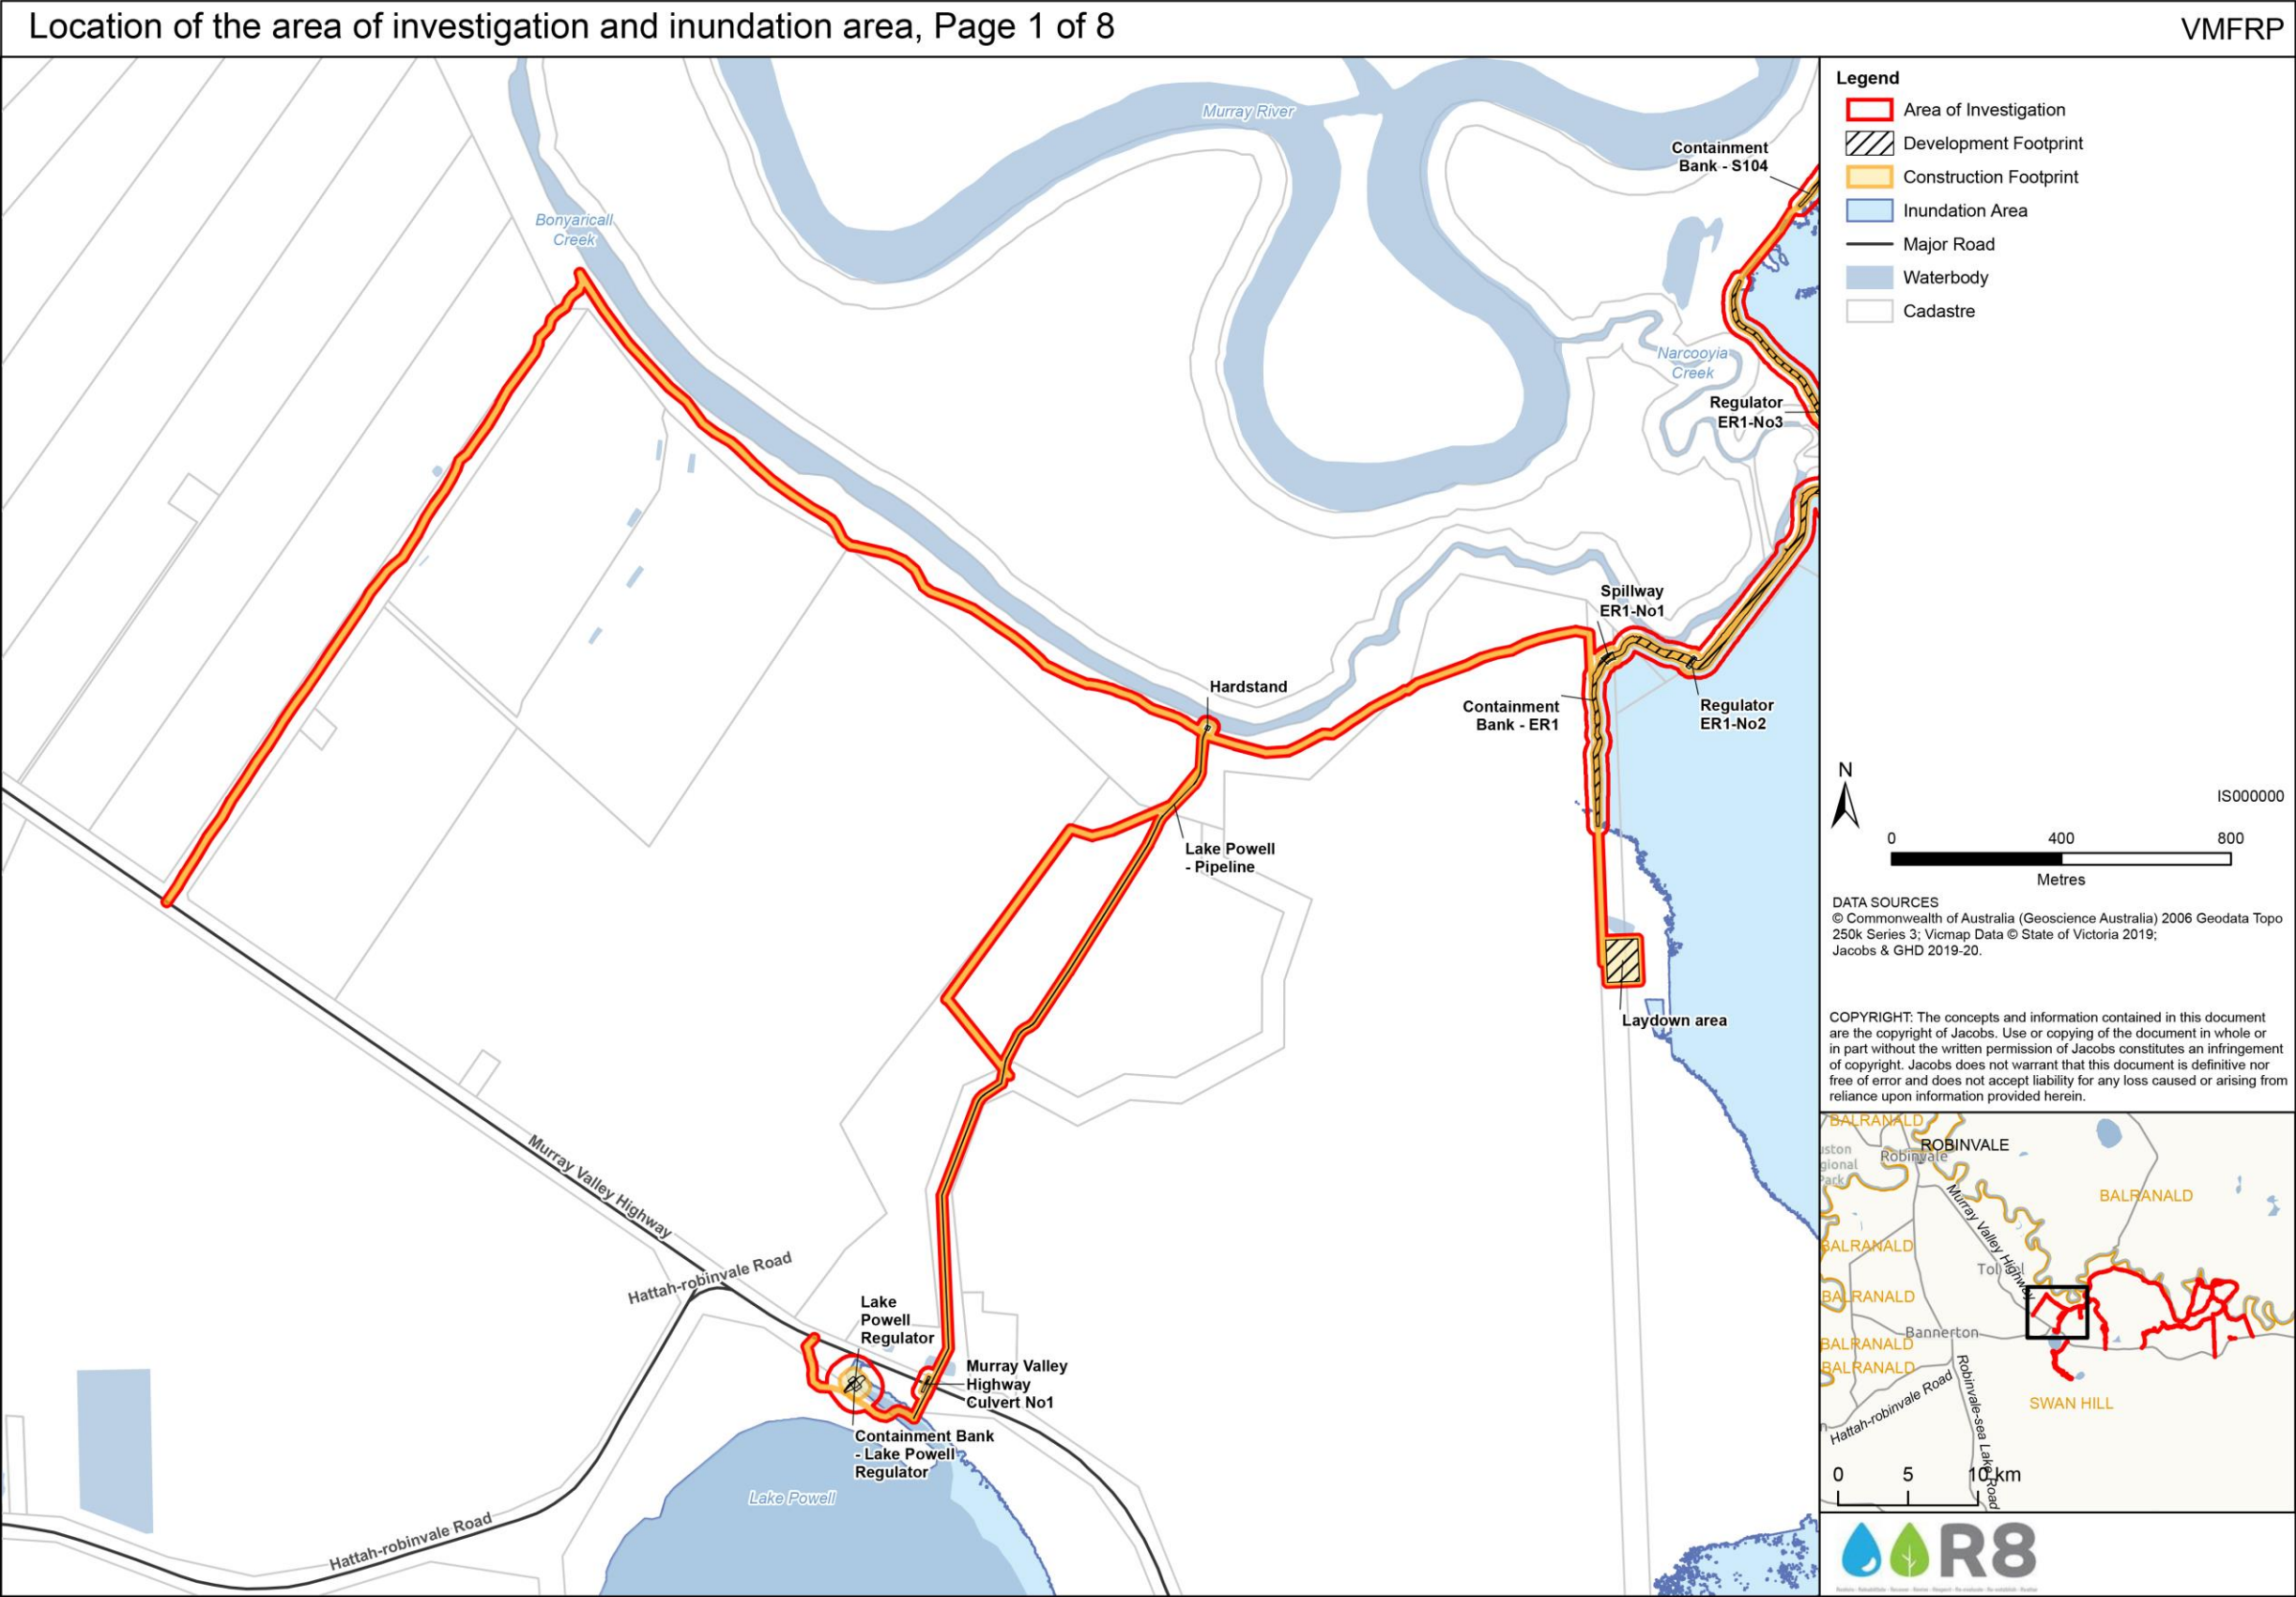 Location of the area of investigation and inundation area, Page 1 of 8
VMFRP
Murray River
Bonyaricall
Creek
Containment
Bank - S104
Narcooyia
Creek
Regulator
ER1-No3
Spillway
ER1-No1
Hardstand
Containment
Bank - ER1
Regulator
ER1-No2
Lake Powell
- Pipeline
Laydown area
Murray Valley Highway
Hattah-robinvale Road
Lake
Powell
Regulator
Murray Valley
Highway
Culvert No1
Containment Bank
- Lake Powell
Regulator
Lake Powell
Hattah-robinvale Road
Legend
Area of Investigation
Development Footprint
Construction Footprint
Inundation Area
Major Road
Waterbody
Cadastre
N
IS000000
0 400 800
Metres
DATA SOURCES
© Commonwealth of Australia (Geoscience Australia) 2006 Geodata Topo
250k Series 3; Vicmap Data © State of Victoria 2019;
Jacobs & GHD 2019-20.
COPYRIGHT: The concepts and information contained in this document
are the copyright of Jacobs. Use or copying of the document in whole or
in part without the written permission of Jacobs constitutes an infringement
of copyright. Jacobs does not warrant that this document is definitive nor
free of error and does not accept liability for any loss caused or arising from
reliance upon information provided herein.
BALRANALD
ROBINVALE
Robinvale
Park
Murray Valley Highway
BALRANALD
BALRANALD
BALRANALD
Bannerton
BALRANALD
BALRANALD
SWAN HILL
Hattah-robinvale Road
Robinvale-sea Lake Road
0 5 10 km
R8